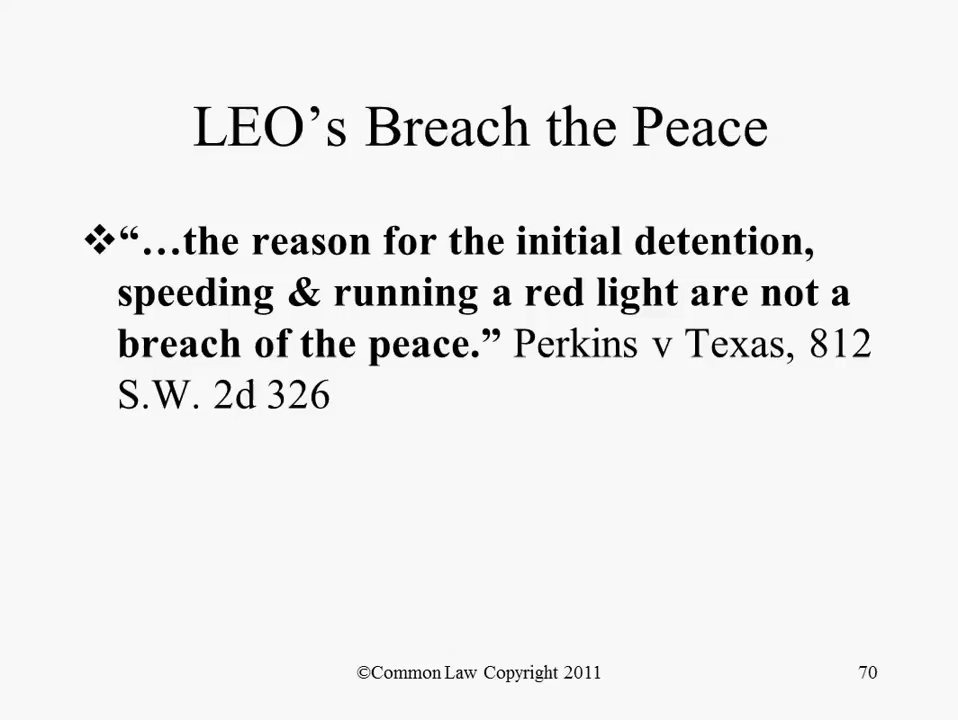 LEO’s Breach the Peace
❖“…the reason for the initial detention,
speeding & running a red light are not a
breach of the peace.” Perkins v Texas, 812
S.W. 2d 326
©Common Law Copyright 2011
70